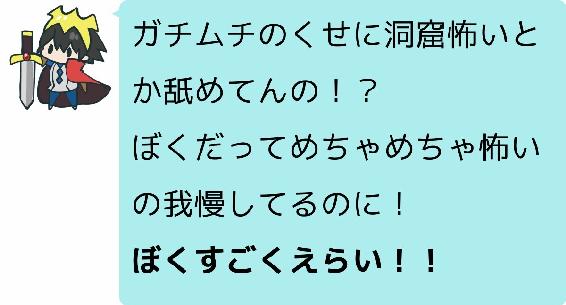 ガチムチのくせに洞窟怖いと
か舐めてんの！？
ぼくだってめちゃめちゃ怖い
の我慢してるのに！
ぼくすごくえらい！！